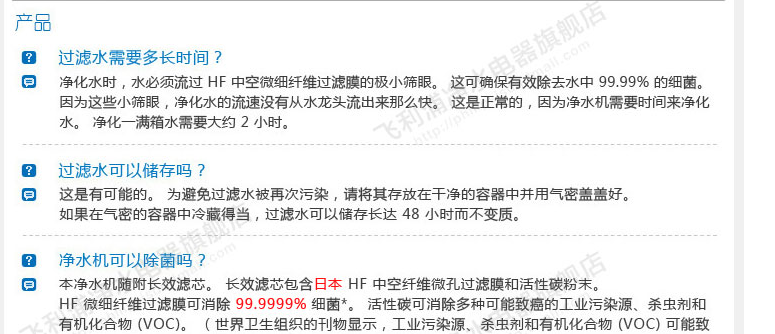 产品
过滤水需要多长时间？
净化水时，水必须流过 HF 中空微细纤维过滤膜的极小筛眼。 这可确保有效除去水中 99.99% 的细菌。
因为这些小筛眼，净化水的流速没有从水龙头流出来那么快。 这是正常的，因为净水机需要时间来净化
水。 净化一满箱水需要大约 2 小时。
过滤水可以储存吗？
这是有可能的。 为避免过滤水被再次污染，请将其存放在干净的容器中并用气密盖盖好。
如果在气密的容器中冷藏得当，过滤水可以储存长达 48 小时而不变质。
净水机可以除菌吗？
本净水机随附长效滤芯。 长效滤芯包含日本 HF 中空纤维微孔过滤膜和活性碳粉末。
HF 微细纤维过滤膜可消除 99.9999% 细菌*。 活性碳可消除多种可能致癌的工业污染源、杀虫剂和
有机化合物 (VOC)。（ 世界卫生组织的刊物显示，工业污染源、杀虫剂和有机化合物 (VOC) 可能致